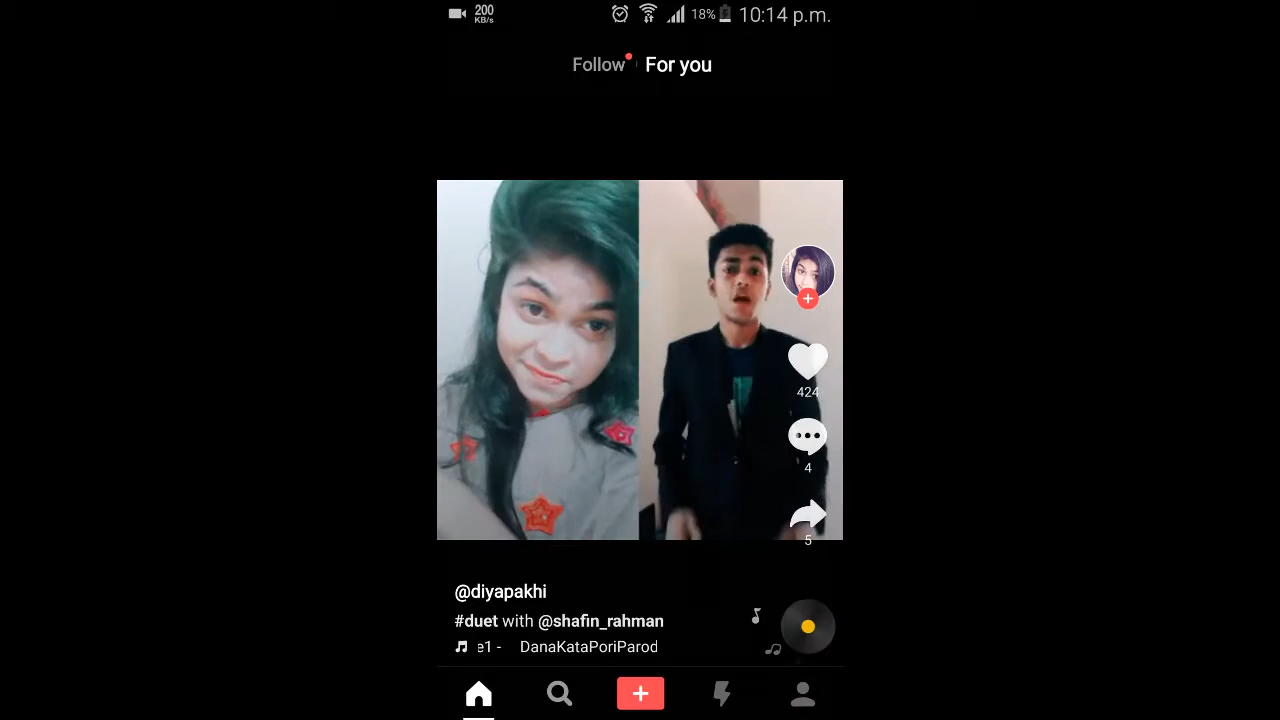 200
KB/s
18%
10:14 p.m.
Follow
For you
424
4
5
@diyapakhi
#duet with @shafin_rahman
e1 - DanaKataPoriParod